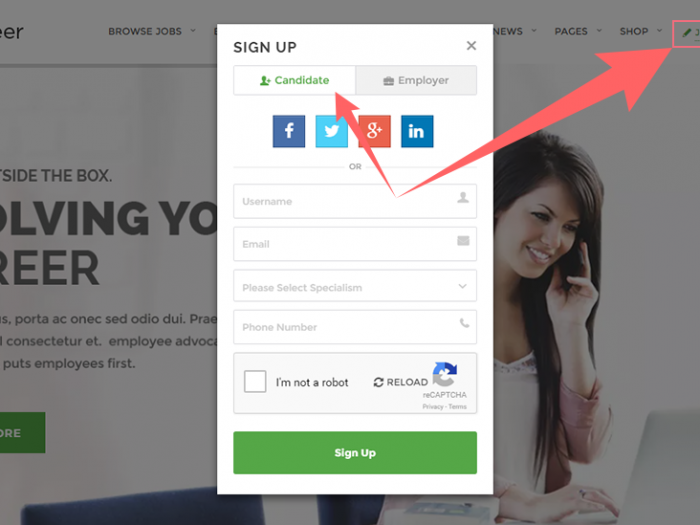 eer
BROWSE JOBS
NEWS
PAGES
SHOP
SIGN UP
Candidate
Employer
f
g+
in
OR
Username
Email
Please Select Specialism
Phone Number
I'm not a robot
RELOAD
reCAPTCHA
Privacy - Terms
Sign Up
TSIDE THE BOX.
OLVING YO
REER
us, porta ac onec sed odio dui. Prae
l consectetur et. employee advoca
puts employees first.
ORE